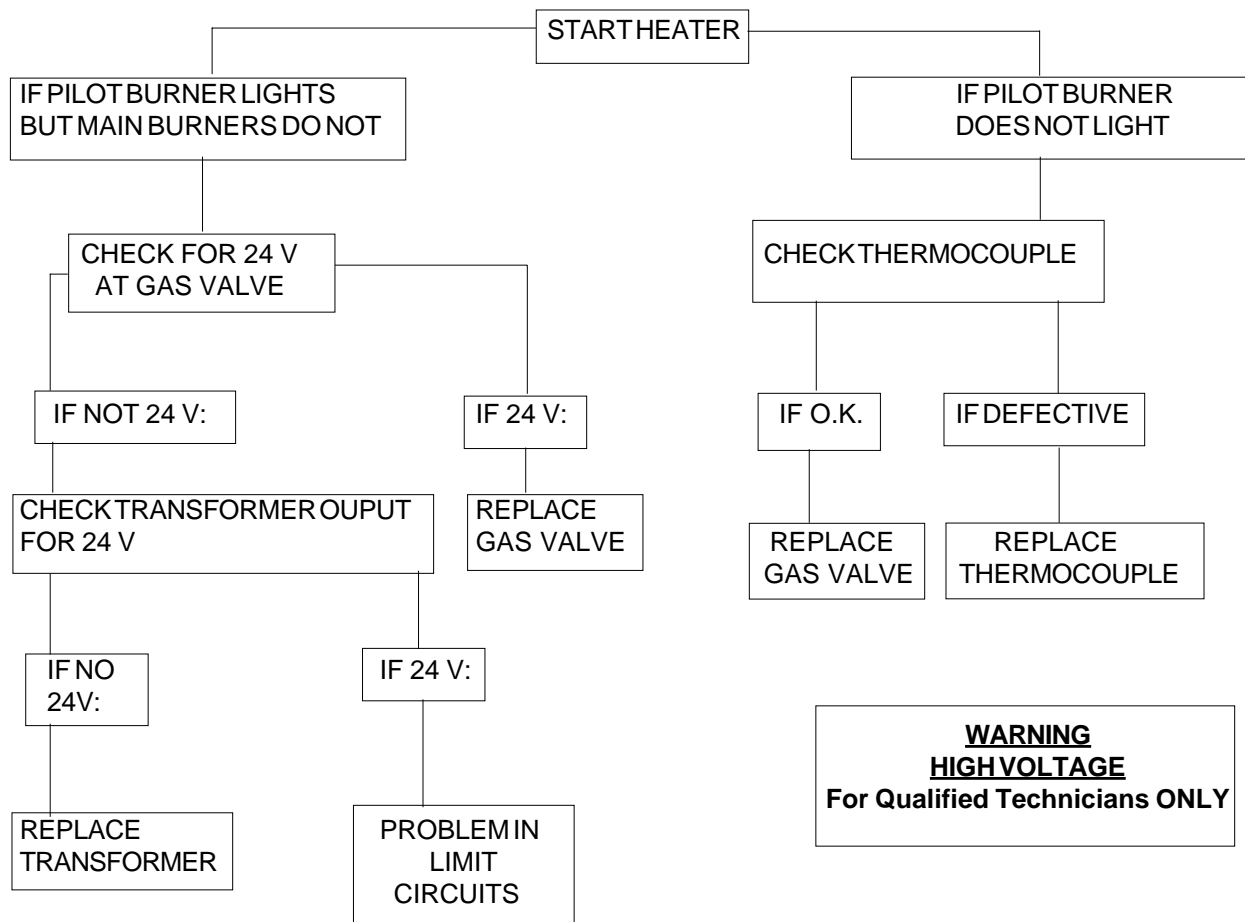 START HEATER
IF PILOT BURNER LIGHTS
BUT MAIN BURNERS DO NOT
IF PILOT BURNER
DOES NOT LIGHT
CHECK FOR 24 V
AT GAS VALVE
CHECK THERMOCOUPLE
IF NOT 24 V:
IF 24 V:
IF O.K.
IF DEFECTIVE
CHECK TRANSFORMER OUPUT
FOR 24 V
REPLACE
GAS VALVE
REPLACE
GAS VALVE
REPLACE
THERMOCOUPLE
IF NO
24V:
IF 24 V:
WARNING
HIGH VOLTAGE
For Qualified Technicians ONLY
REPLACE
TRANSFORMER
PROBLEM IN
LIMIT
CIRCUITS